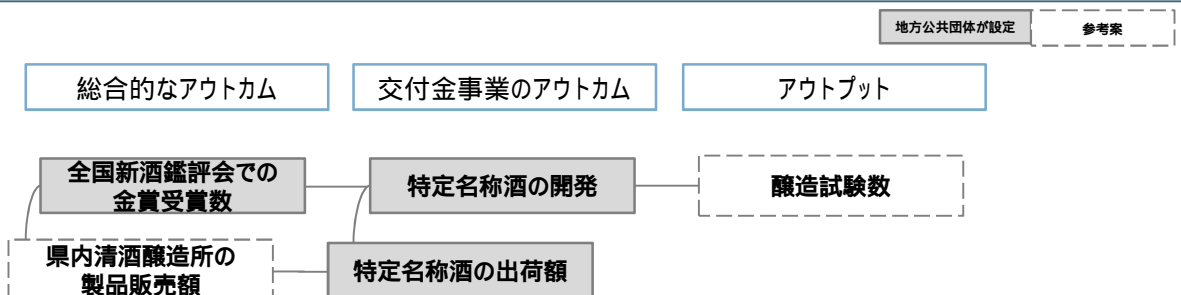 地方公共団体が設定
参考案
総合的なアウトカム
交付金事業のアウトカム
アウトプット
全国新酒鑑評会での
金賞受賞数
特定名称酒の開発
醸造試験数
県内清酒醸造所の
製品販売額
特定名称酒の出荷額